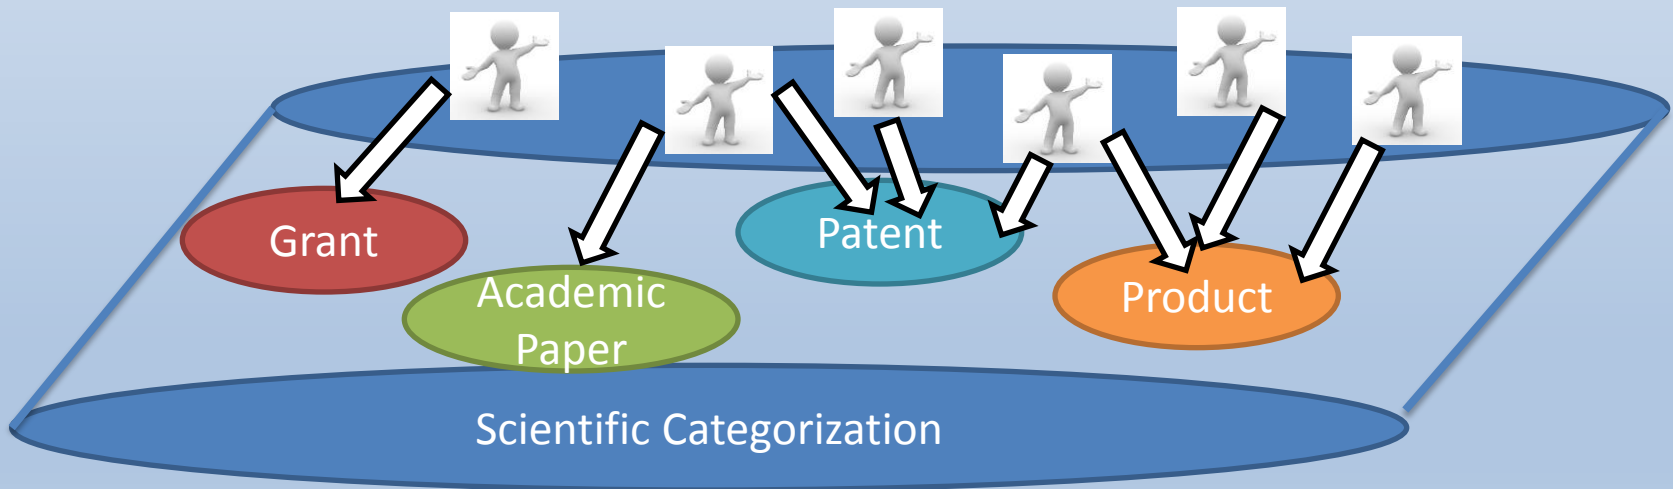 Grant
Academic
Paper
Patent
Product
Scientific Categorization